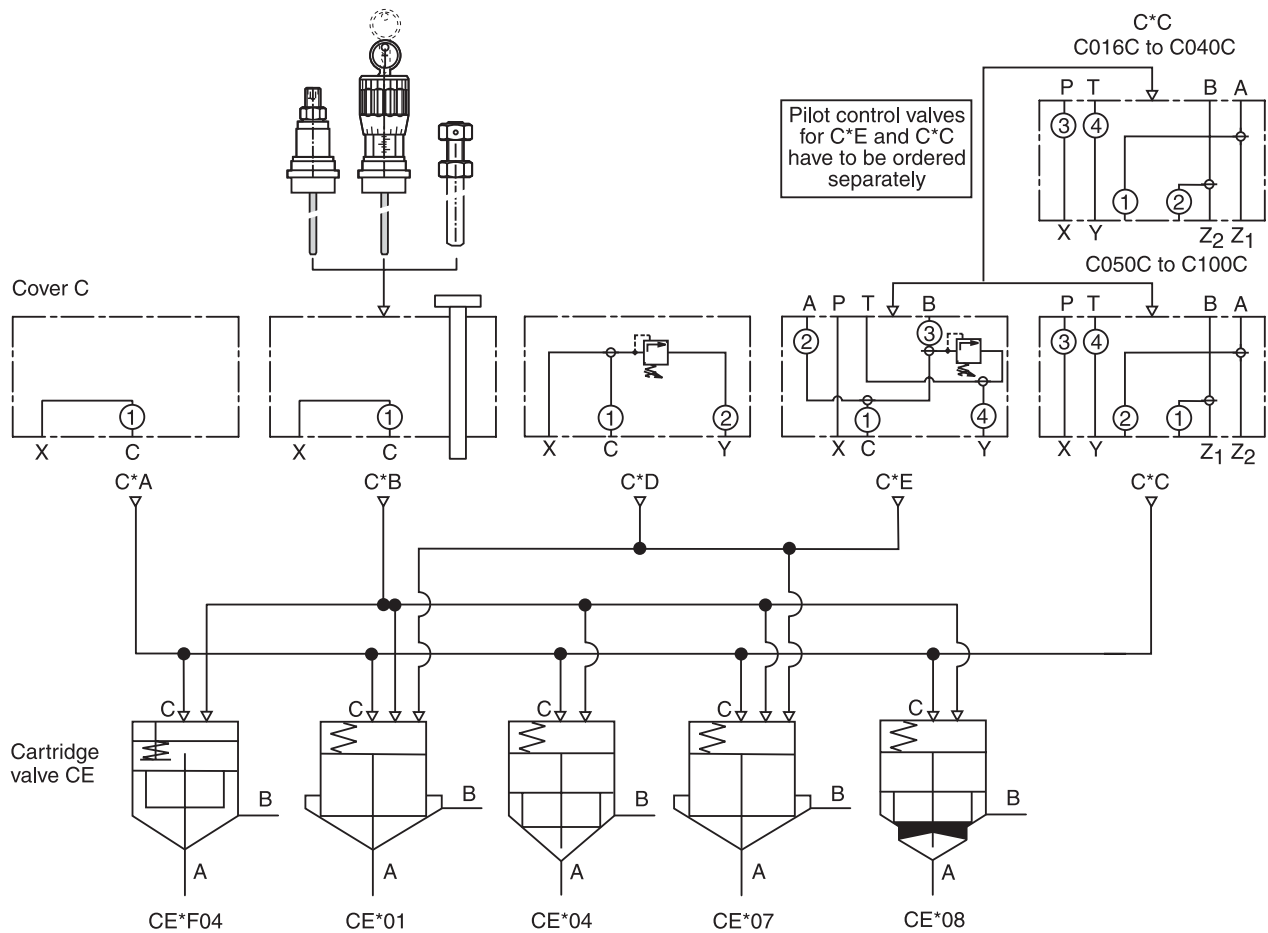 C*C
C016C to C040C
P T B A
3 4
1 2
X Y Z2 Z1
Pilot control valves
for C*E and C*C
have to be ordered
separately
C050C to C100C
Cover C
1
X C
C*A
1
X C
C*B
1 2
X C Y
C*D
A P T B
2 3
1 4
X C Y
C*E
P T B A
3 4
2 1
X Y Z1 Z2
C*C
Cartridge
valve CE
C
B
A
CE*F04
C
B
A
CE*01
C
B
A
CE*04
C
B
A
CE*07
C
B
A
CE*08